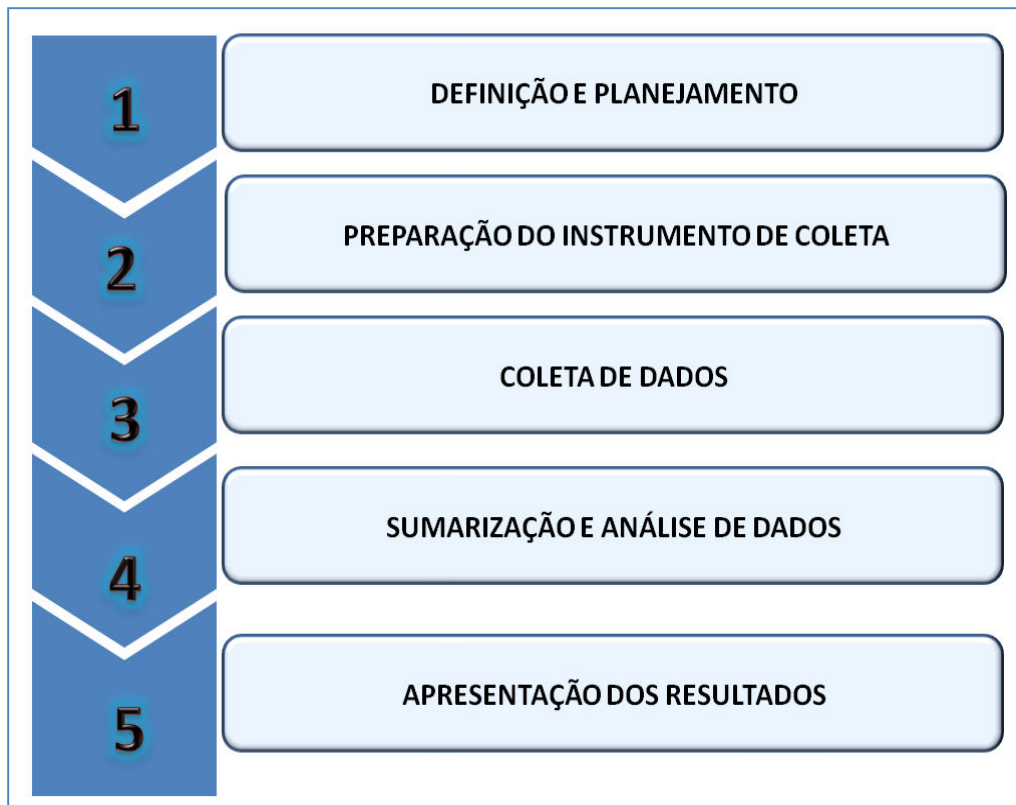 1
DEFINIÇÃO E PLANEJAMENTO
2
PREPARAÇÃO DO INSTRUMENTO DE COLETA
3
COLETA DE DADOS
4
SUMARIZAÇÃO E ANÁLISE DE DADOS
5
APRESENTAÇÃO DOS RESULTADOS